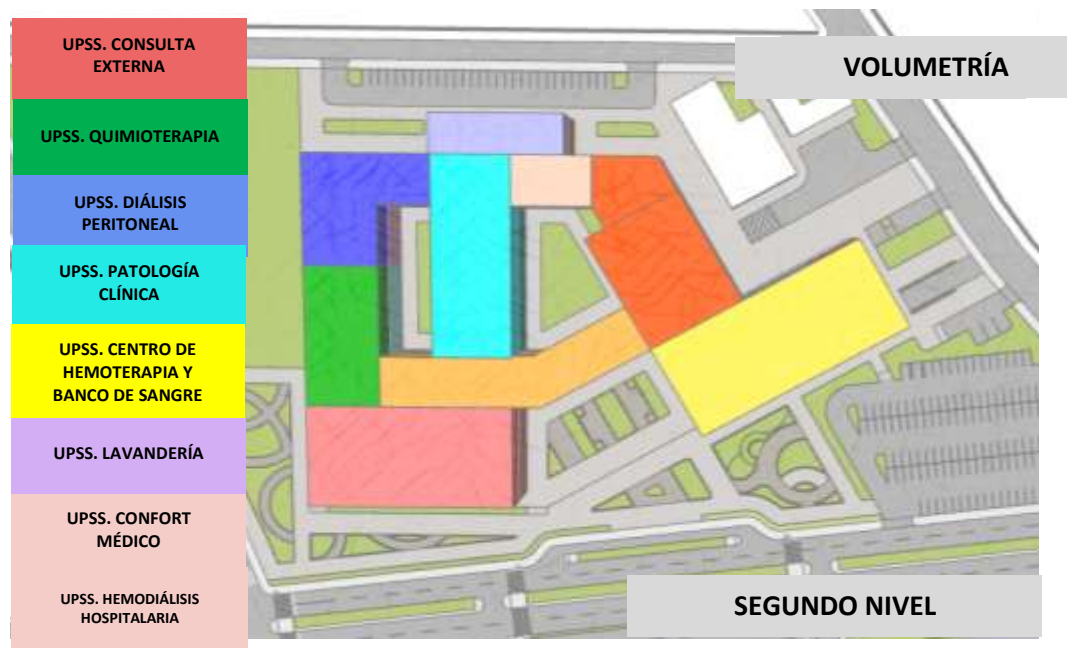 UPSS. CONSULTA
EXTERNA
UPSS. QUIMIOTERAPIA
UPSS. DIÁLISIS
PERITONEAL
UPSS. PATOLOGÍA
CLÍNICA
UPSS. CENTRO DE
HEMOTERAPIA Y
BANCO DE SANGRE
UPSS. LAVANDERÍA
UPSS. CONFORT
MÉDICO
UPSS. HEMODIÁLISIS
HOSPITALARIA
VOLUMETRÍA
SEGUNDO NIVEL